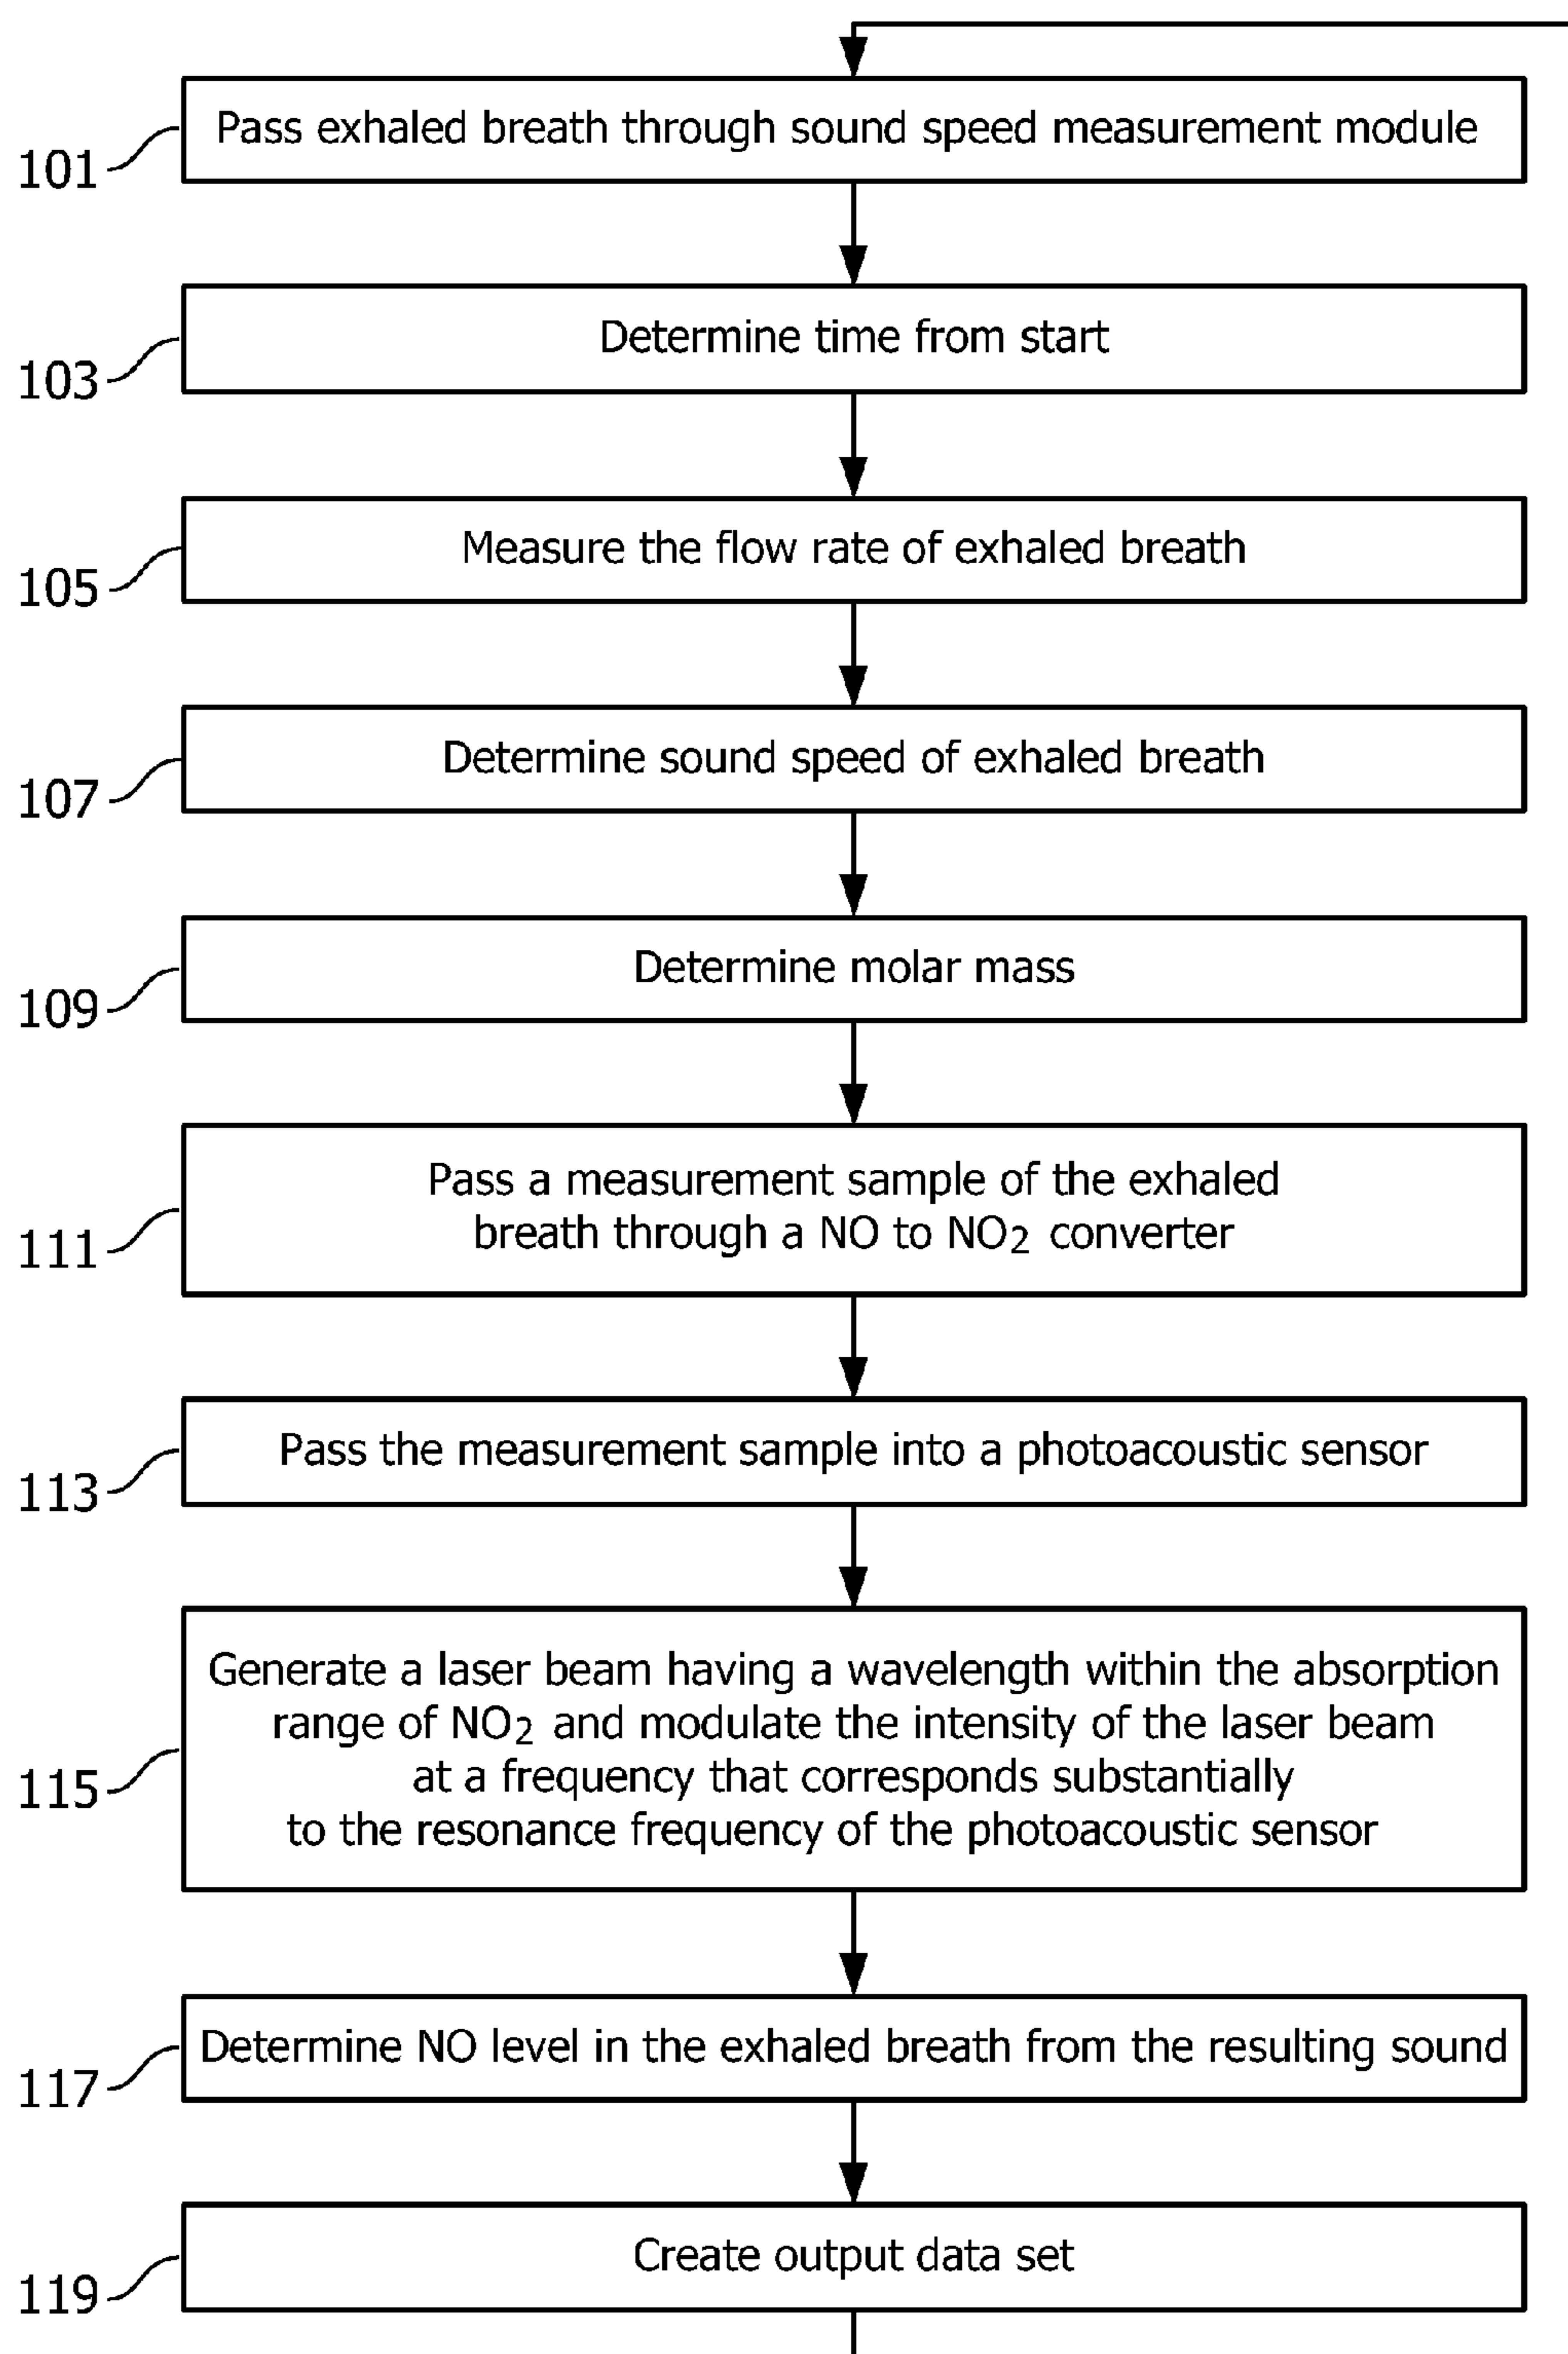 Pass exhaled breath through sound speed measurement module
101
Determine time from start
103
Measure the flow rate of exhaled breath
105
Determine sound speed of exhaled breath
107
Determine molar mass
109
Pass a measurement sample of the exhaled
breath through a NO to NO2 converter
111
Pass the measurement sample into a photoacoustic sensor
113
Generate a laser beam having a wavelength within the absorption
range of NO2 and modulate the intensity of the laser beam
at a frequency that corresponds substantially
to the resonance frequency of the photoacoustic sensor
115
Determine NO level in the exhaled breath from the resulting sound
117
Create output data set
119